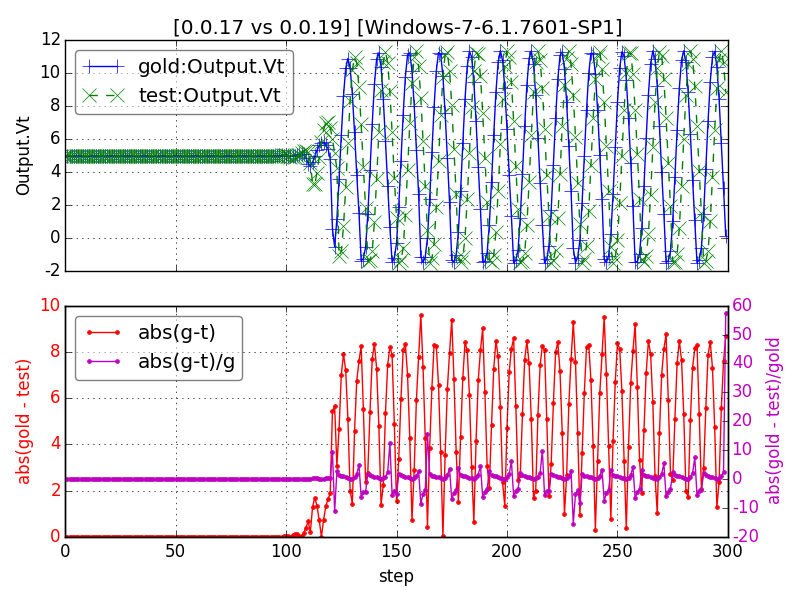 [0.0.17 vs 0.0.19] [Windows-7-6.1.7601-SP1]
12
10
8
6
4
2
0
-2
Output.Vt
gold:Output.Vt
test:Output.Vt
10
8
6
4
2
0
abs(gold - test)
abs(g-t)
abs(g-t)/g
60
50
40
30
20
10
0
-10
-20
abs(gold - test)/gold
0 50 100 150 200 250 300
step